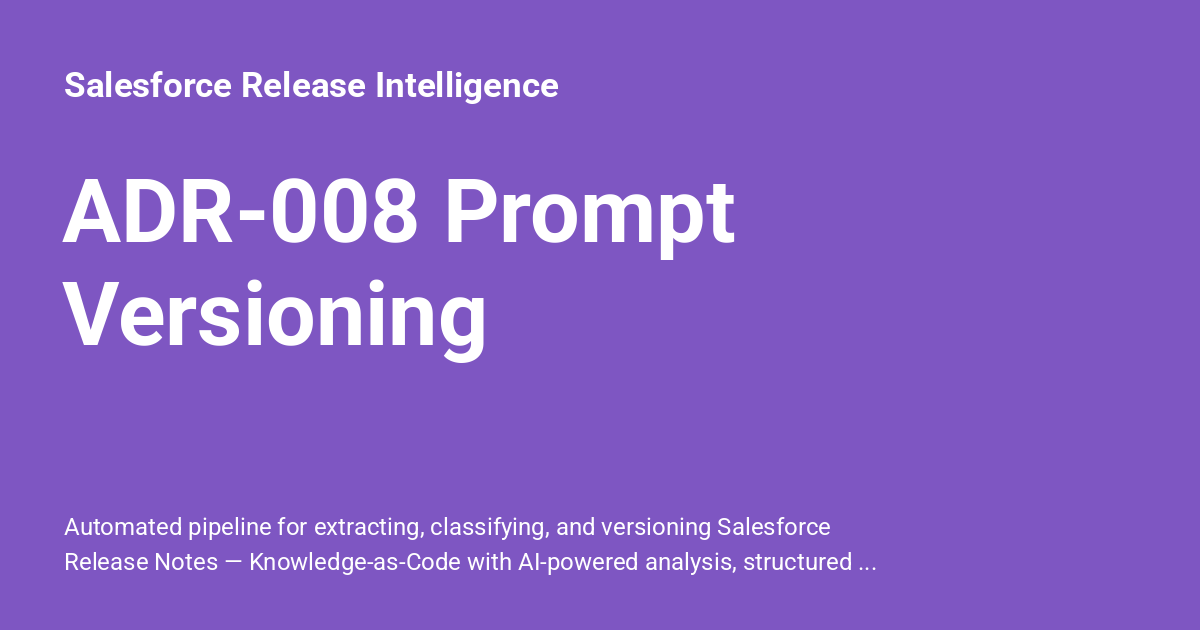 Salesforce Release Intelligence
ADR-008 Prompt
Versioning
Automated pipeline for extracting, classifying, and versioning Salesforce
Release Notes — Knowledge-as-Code with AI-powered analysis, structured ...